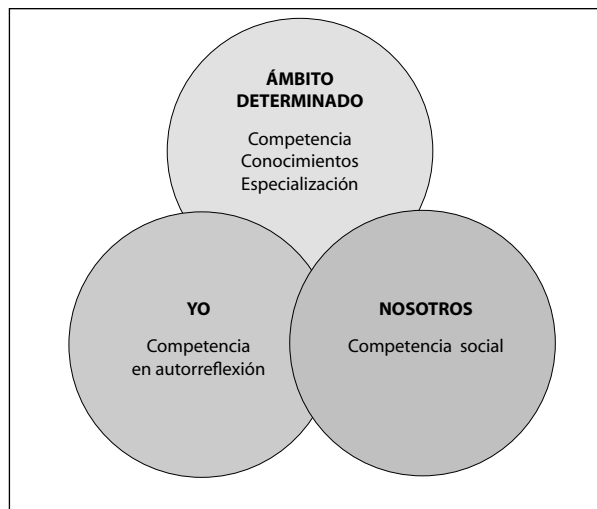 ÁMBITO
DETERMINADO
Competencia
Conocimientos
Especialización
YO
Competencia
en autorreflexión
NOSOTROS
Competencia social